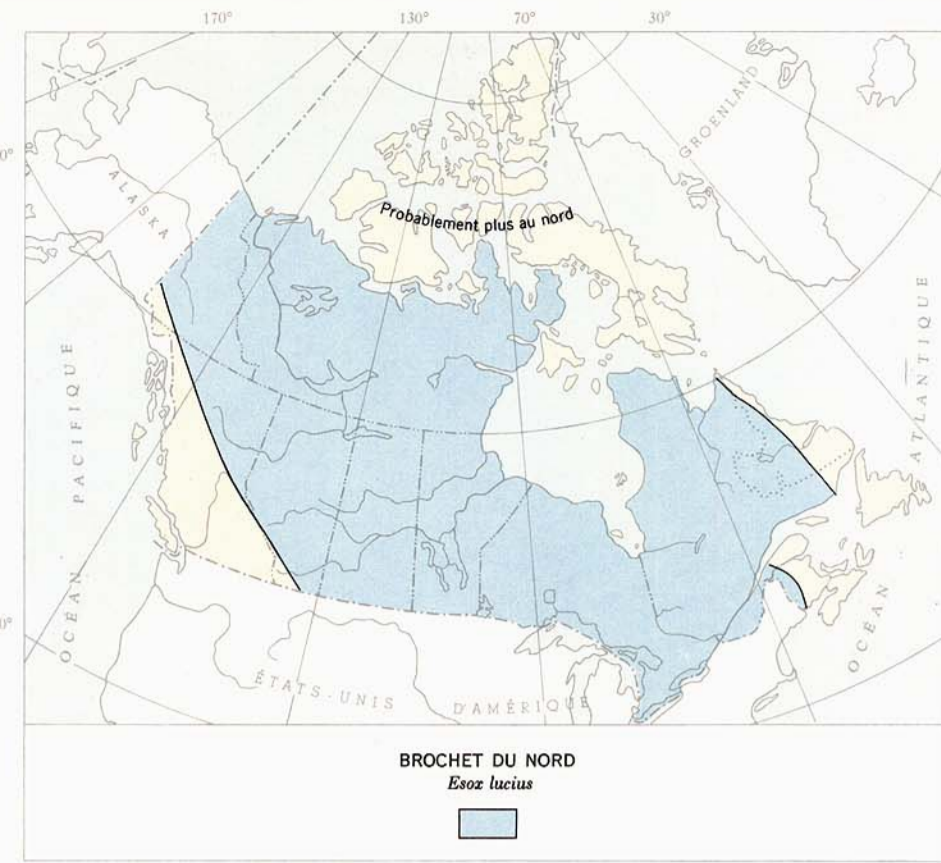 170° 130° 70° 30°
GROENLAND
ALASKA
Probablement plus au nord
OCÉAN PACIFIQUE
OCÉAN ATLANTIQUE
ÉTATS-UNIS D'AMÉRIQUE
BROCHET DU NORD
Esox lucius